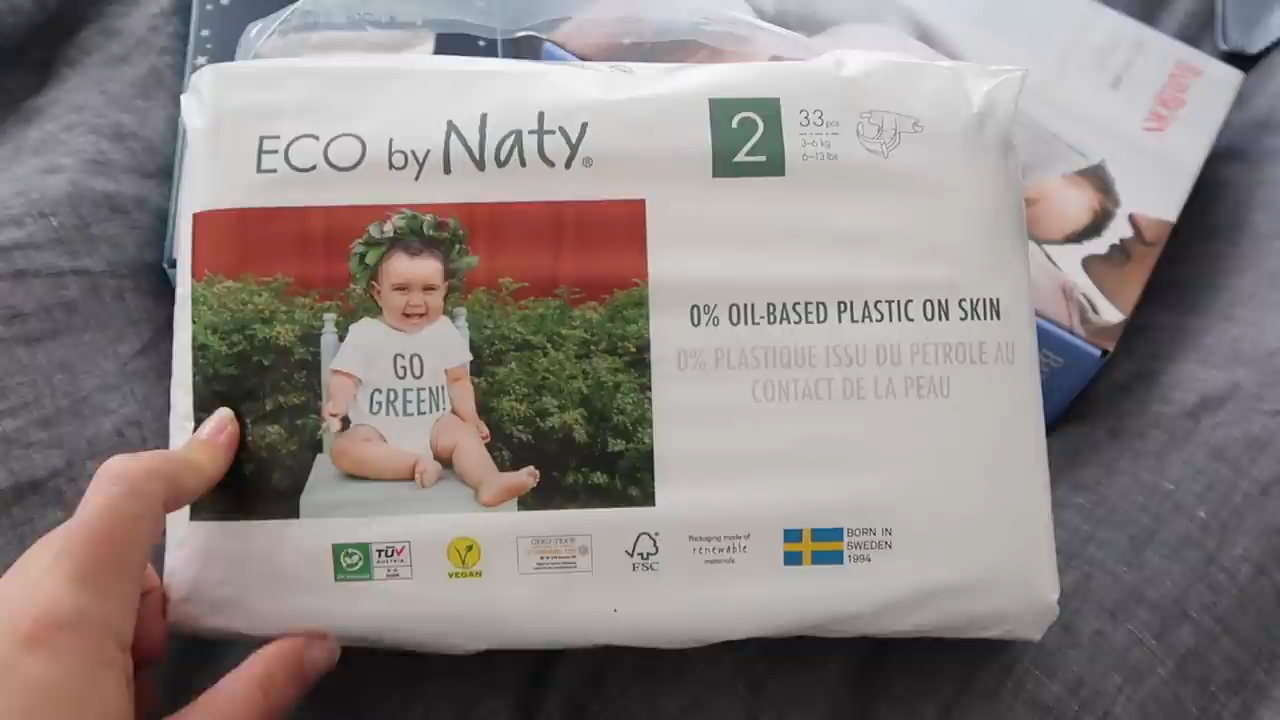 ECO by Naty®
2
33 pcs
3-6 kg
6-13 lbs
GO
GREEN!
0% OIL-BASED PLASTIC ON SKIN
0% PLASTIQUE ISSU DU PÉTROLE AU
CONTACT DE LA PEAU
TÜV
AUSTRIA
VEGAN
OEKO-TEX®
FSC
Packaging made of
renewable
materials
BORN IN
SWEDEN
1994